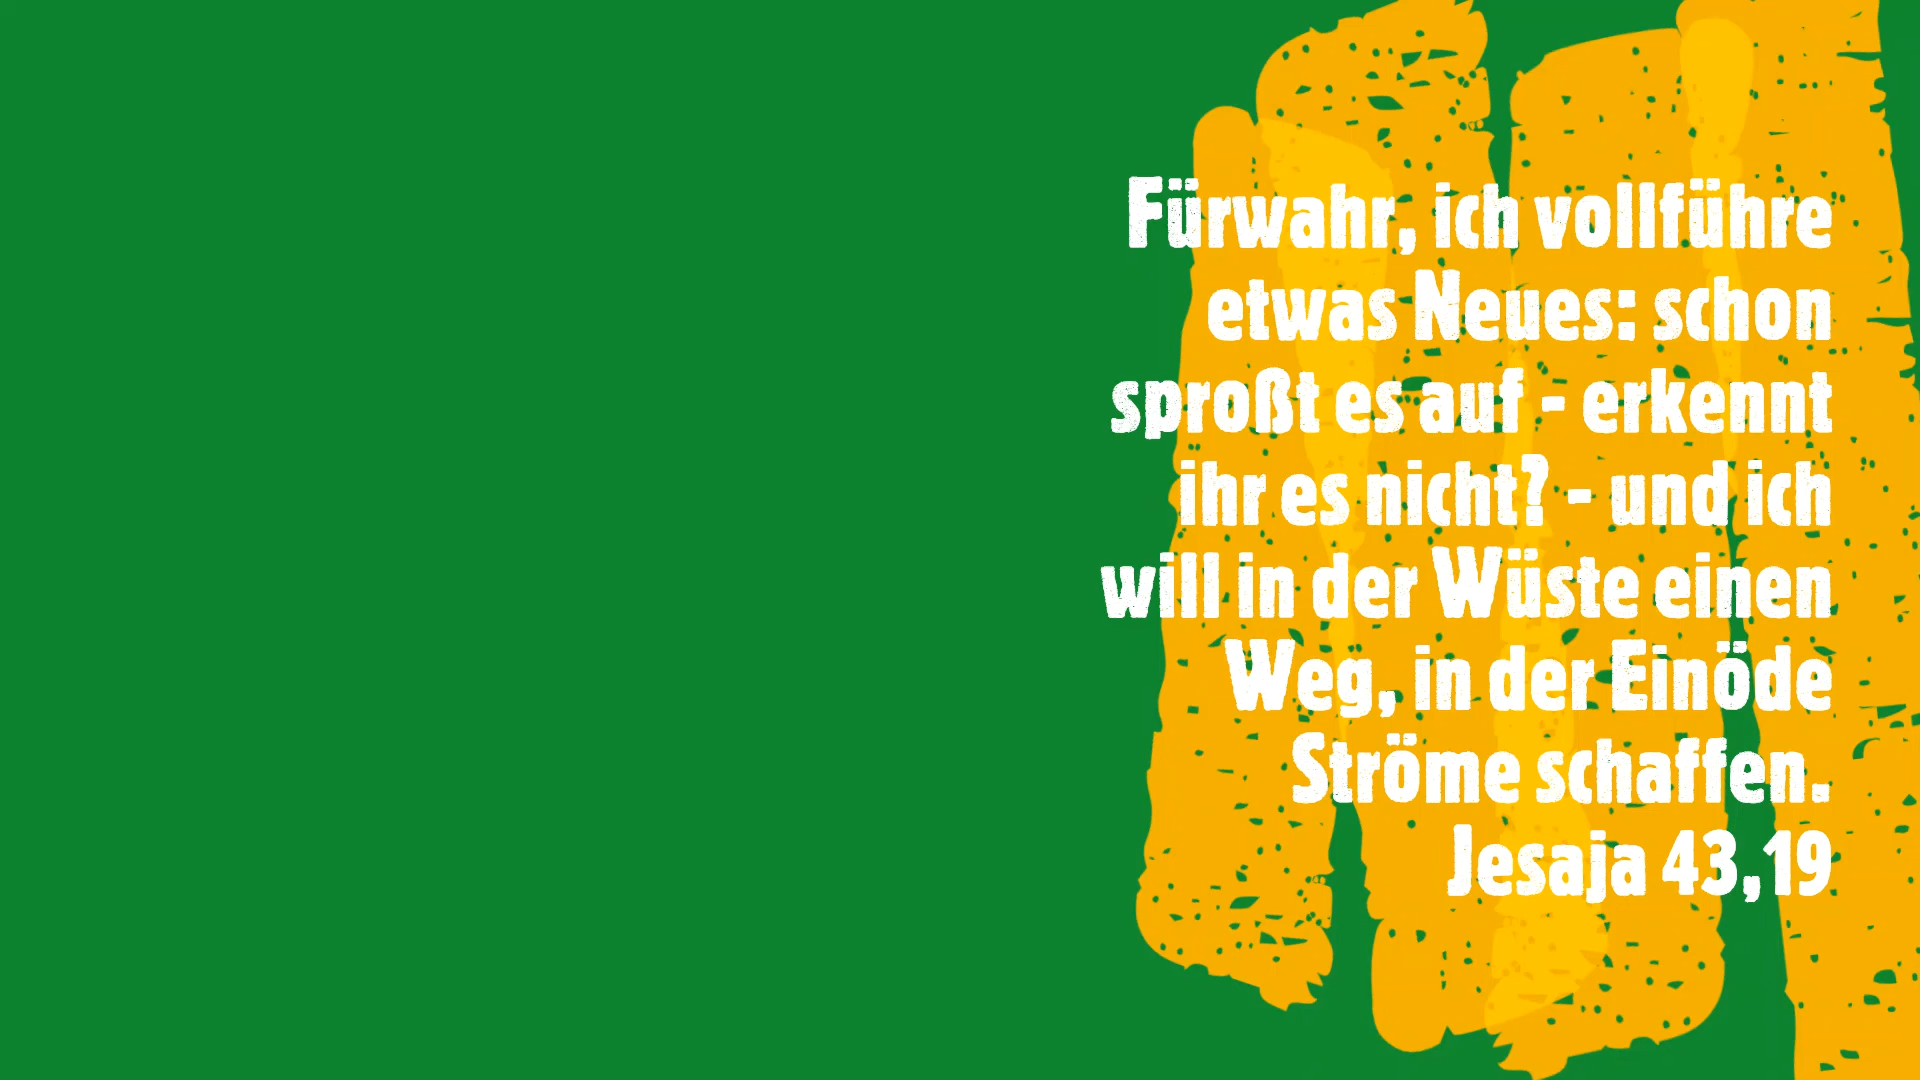 Fürwahr, ich vollführe
etwas Neues: schon
sproßt es auf - erkennt
ihr es nicht? - und ich
will in der Wüste einen
Weg, in der Einöde
Ströme schaffen.
Jesaja 43,19